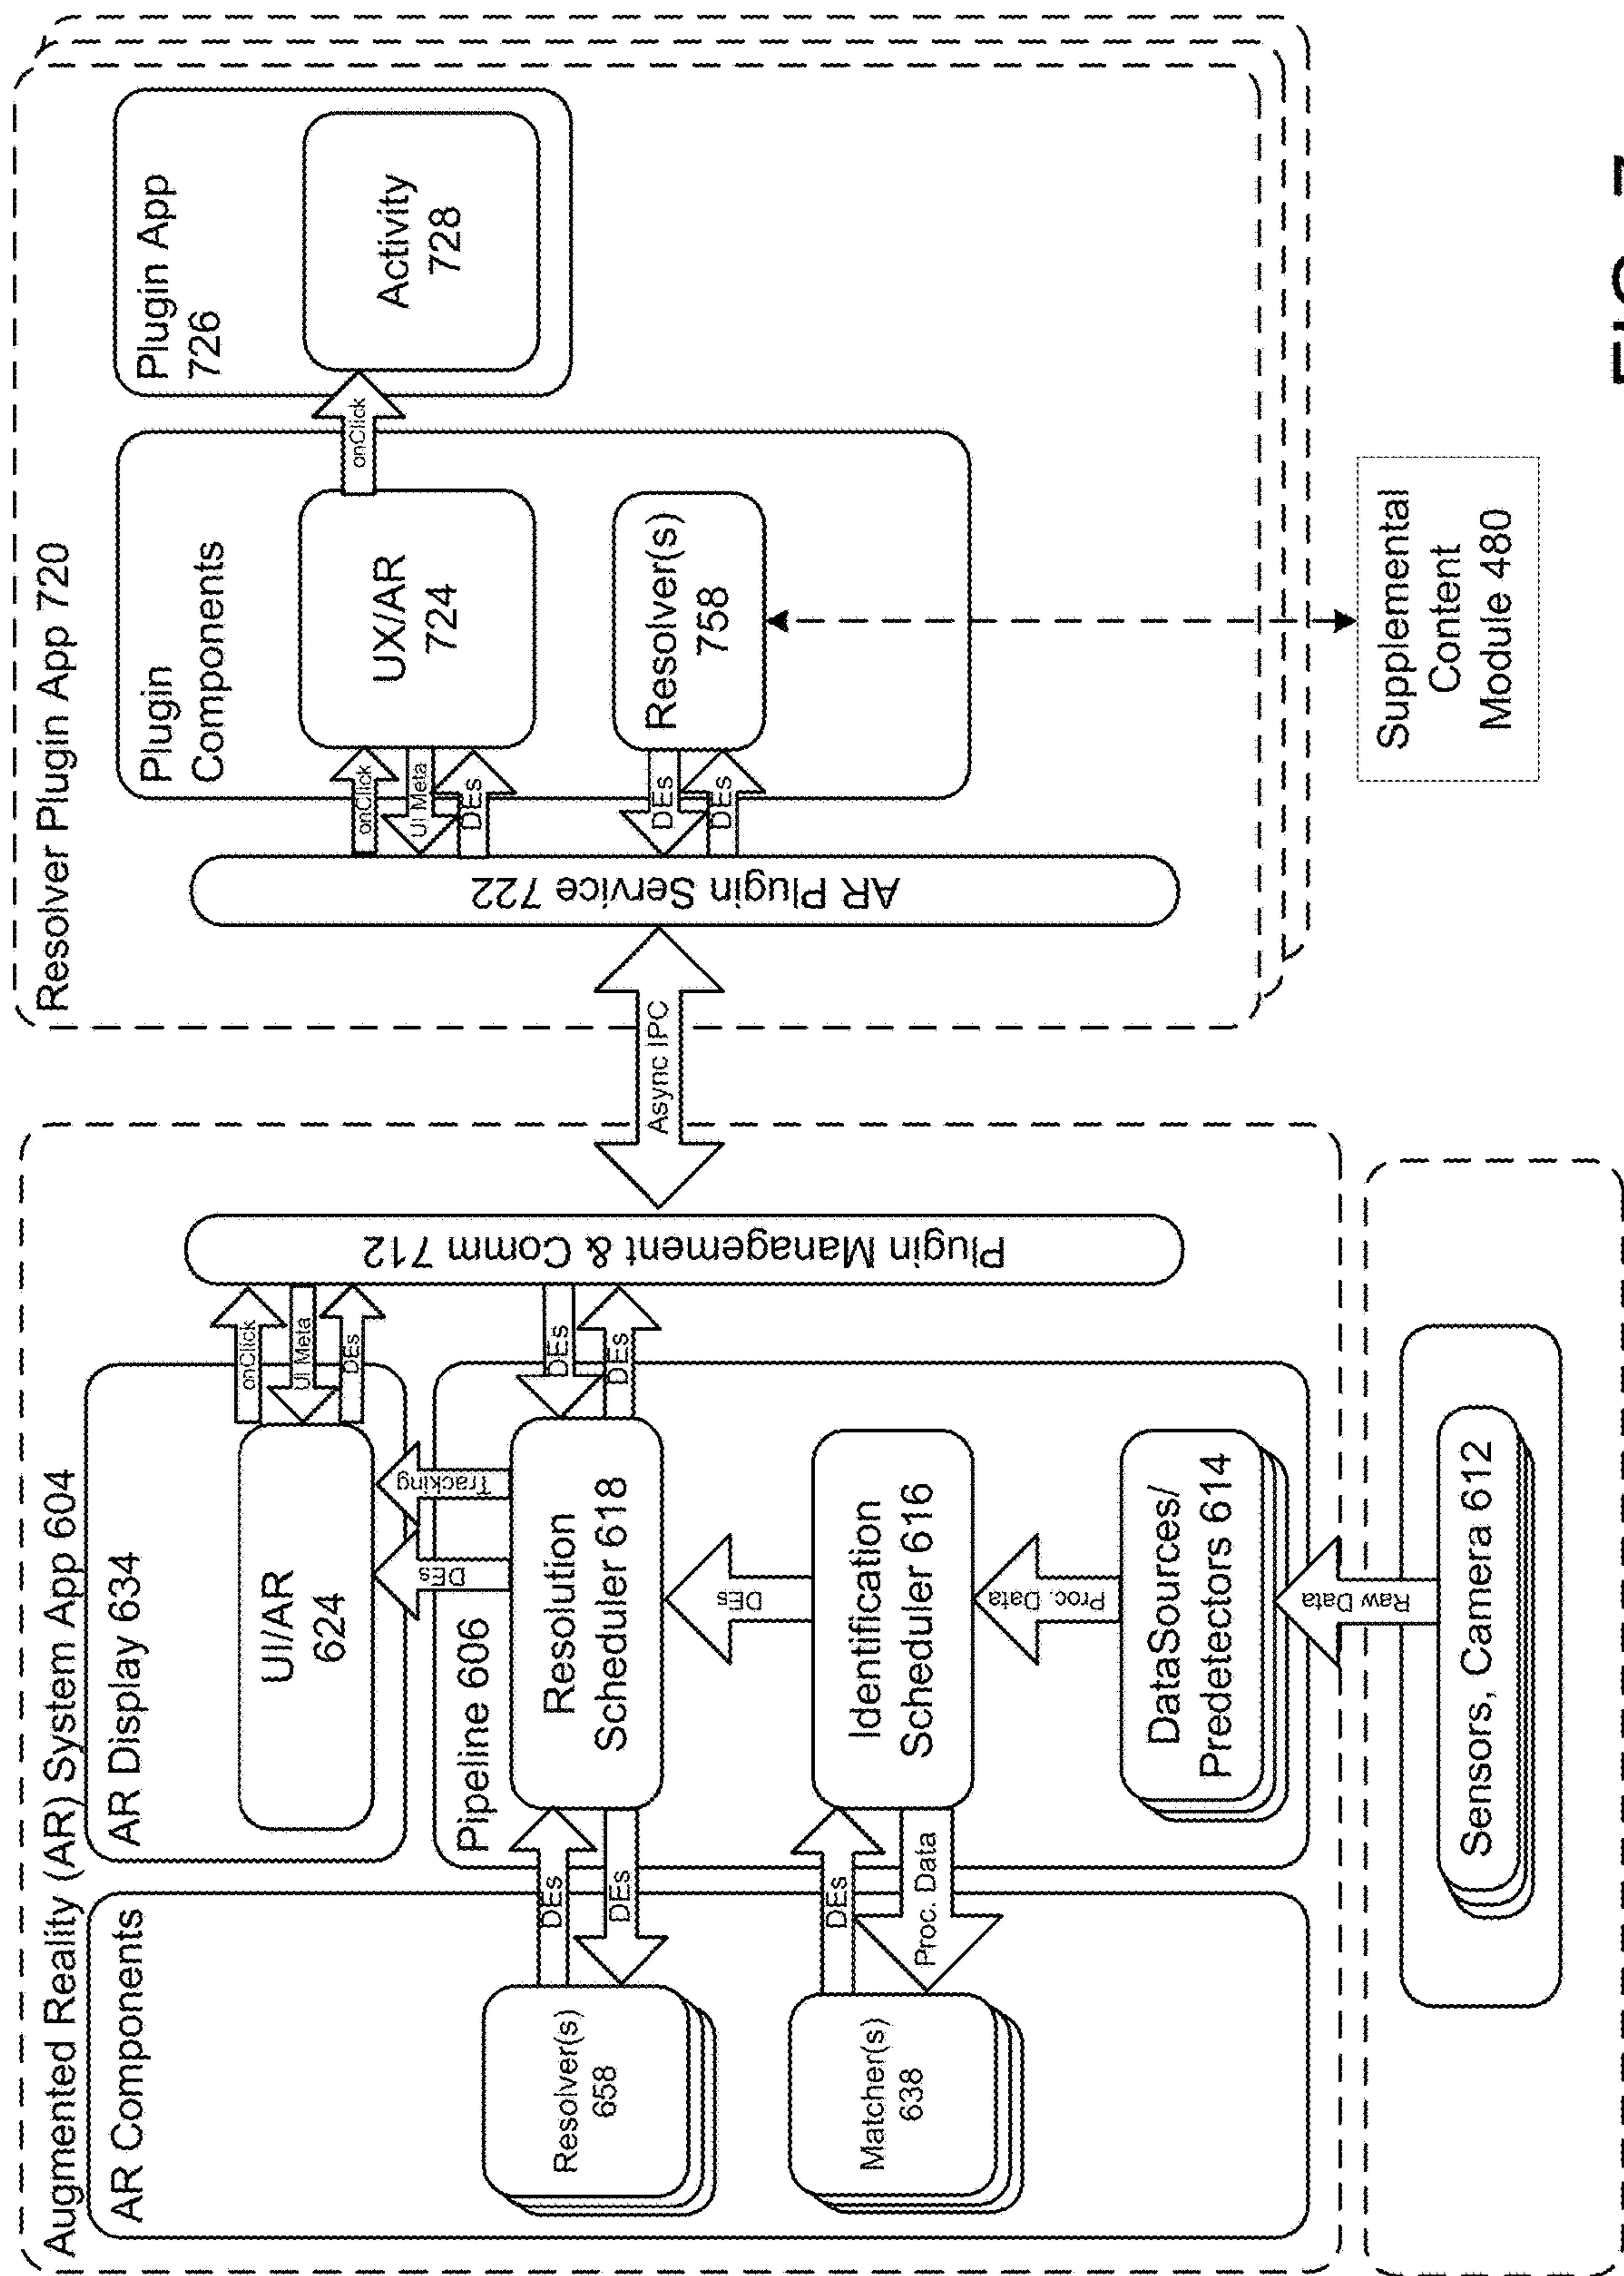 Augmented Reality (AR) System App 604
AR Components
Resolver(s)
658
Matcher(s)
638
DEs
DEs
DEs
Proc. Data
AR Display 634
UI/AR
624
DEs
Tracking
Pipeline 606
Resolution
Scheduler 618
DEs
Identification
Scheduler 616
Proc. Data
DataSources/
Predetectors 614
Raw Data
Sensors, Camera 612
onClick
UI Meta
DEs
DEs
DEs
Plugin Management & Comm 712
Async IPC
Resolver Plugin App 720
AR Plugin Service 722
onClick
UI Meta
DEs
DEs
DEs
Plugin
Components
UX/AR
724
Resolver(s)
758
onClick
Plugin App
726
Activity
728
Supplemental
Content
Module 480